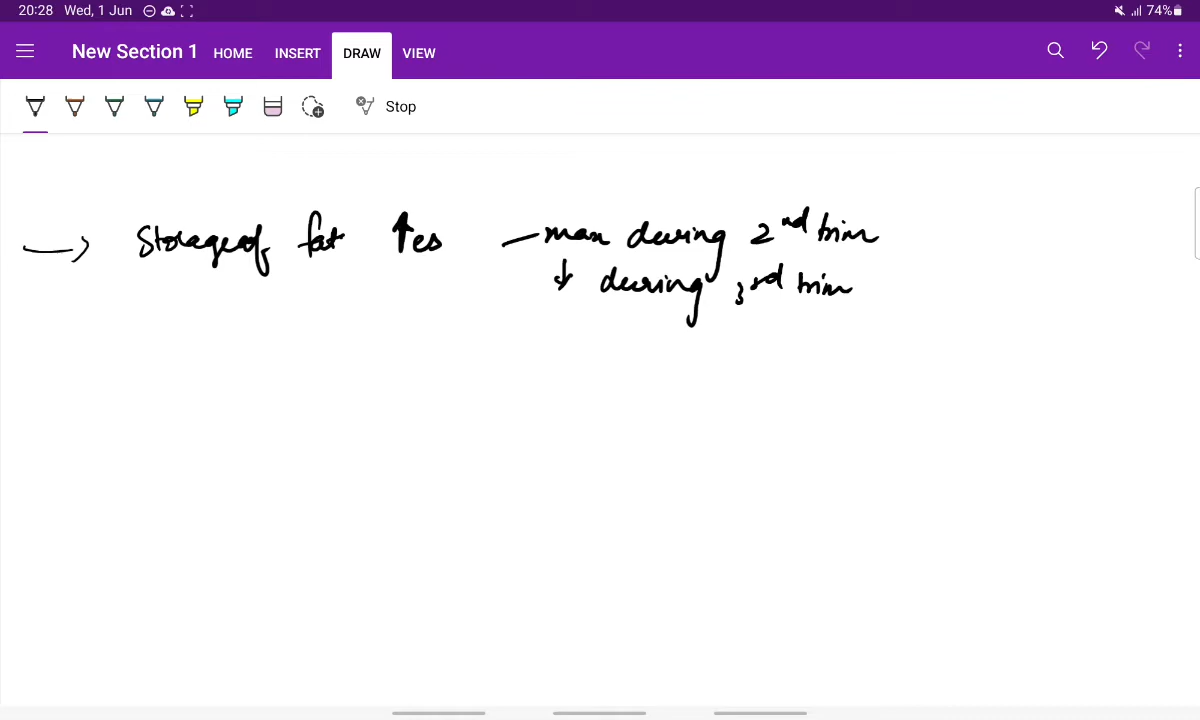 20:28 Wed, 1 Jun 74%
New Section 1 HOME INSERT DRAW VIEW
Stop
→ Storage of fat ↑es — max during 2nd trim
↓ during 3rd trim